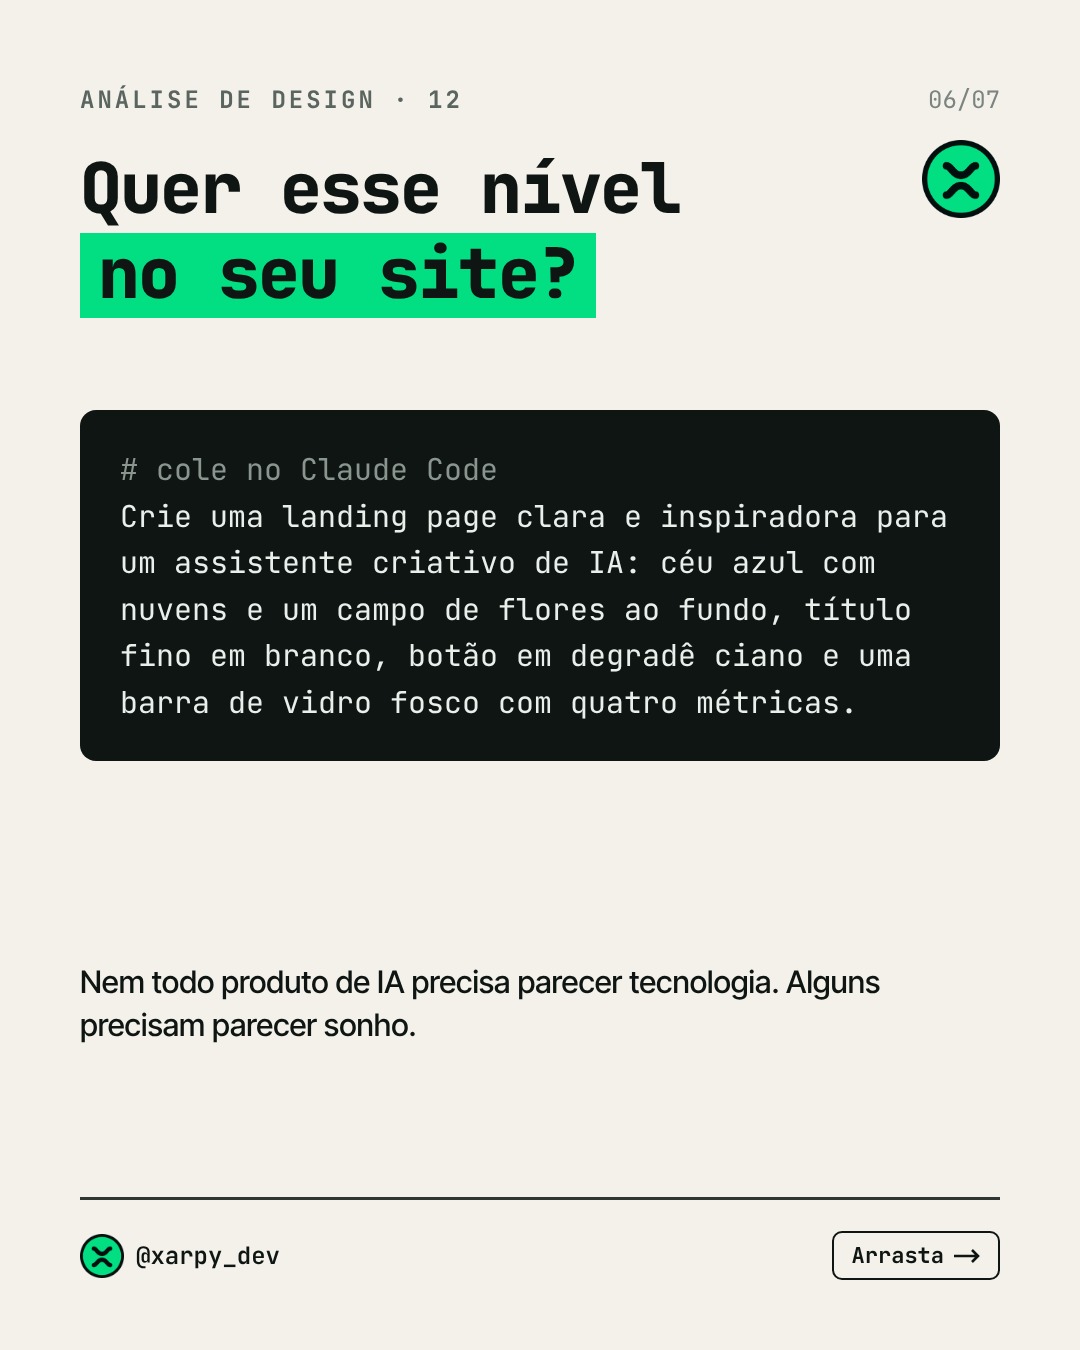 ANÁLISE DE DESIGN · 12
06/07
Quer esse nível
no seu site?
# cole no Claude Code
Crie uma landing page clara e inspiradora para
um assistente criativo de IA: céu azul com
nuvens e um campo de flores ao fundo, título
fino em branco, botão em degradê ciano e uma
barra de vidro fosco com quatro métricas.
Nem todo produto de IA precisa parecer tecnologia. Alguns
precisam parecer sonho.
@xarpy_dev
Arrasta →